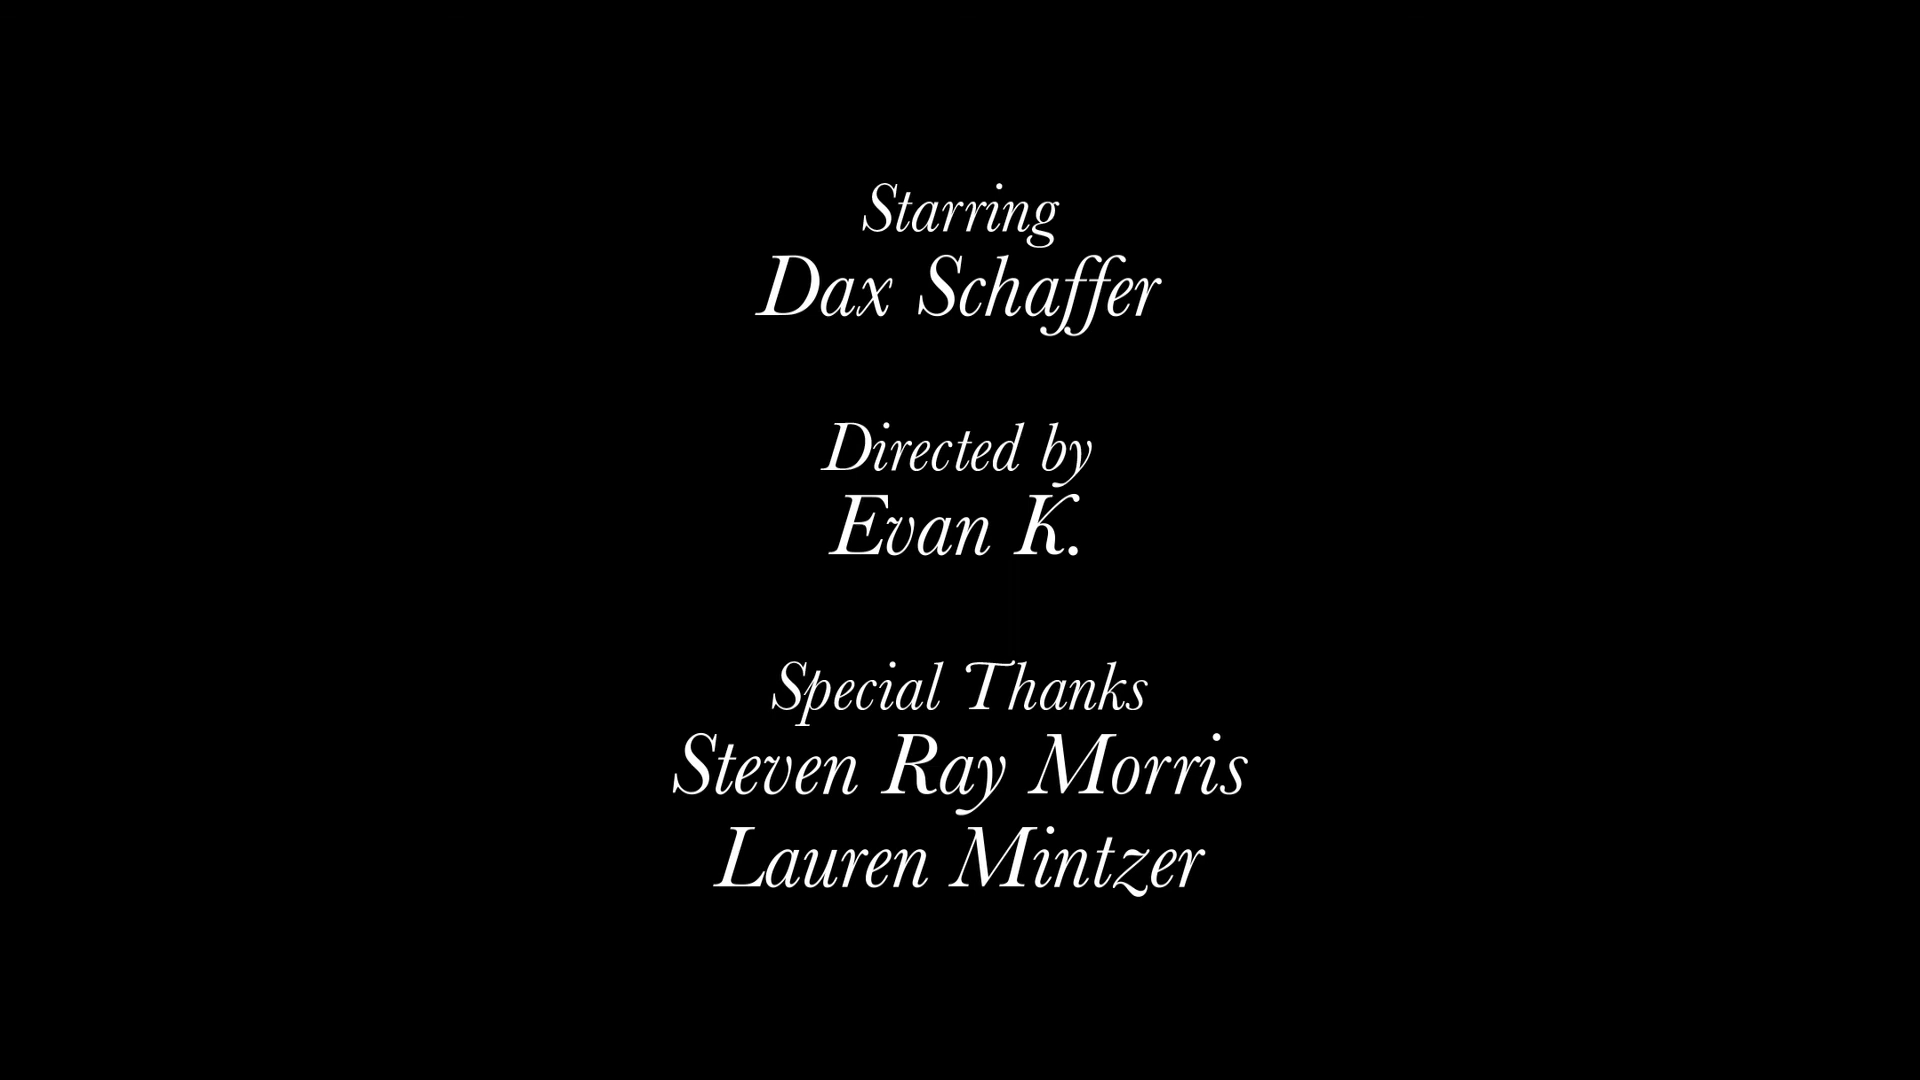 Starring
Dax Schaffer
Directed by
Evan K.
Special Thanks
Steven Ray Morris
Lauren Mintzer